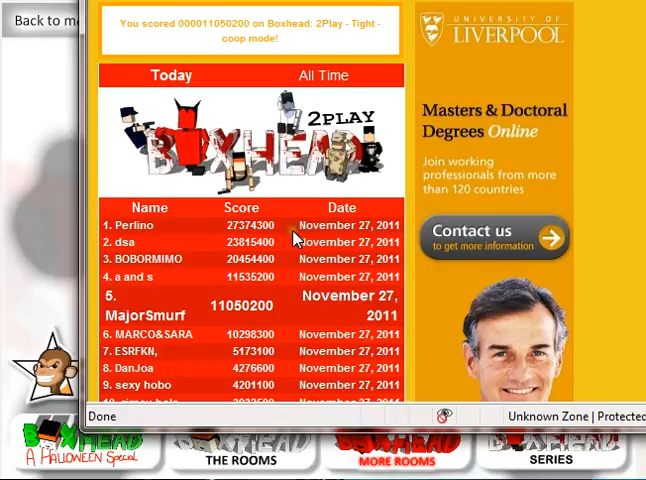 Back to m
You scored 000011050200 on Boxhead: 2Play - Tight -
coop mode!
Today All Time
2PLAY
BOXHEAD
Name Score Date
1. Perlino 27374300 November 27, 2011
2. dsa 23815400 November 27, 2011
3. BOBORMIMO 20454400 November 27, 2011
4. a and s 11535200 November 27, 2011
5. MajorSmurf 11050200 November 27, 2011
6. MARCO&SARA 10298300 November 27, 2011
7. ESRFKN, 5173100 November 27, 2011
8. DanJoa 4276600 November 27, 2011
9. sexy hobo 4201100 November 27, 2011
UNIVERSITY OF
LIVERPOOL
Masters & Doctoral
Degrees Online
Join working
professionals from more
than 120 countries
Contact us
to get more information
Done Unknown Zone | Protected
BOXHEAD
A HALLOWEEN Special
BOXHEAD
THE ROOMS
BOXHEAD
MORE ROOMS
BOXHEAD
SERIES